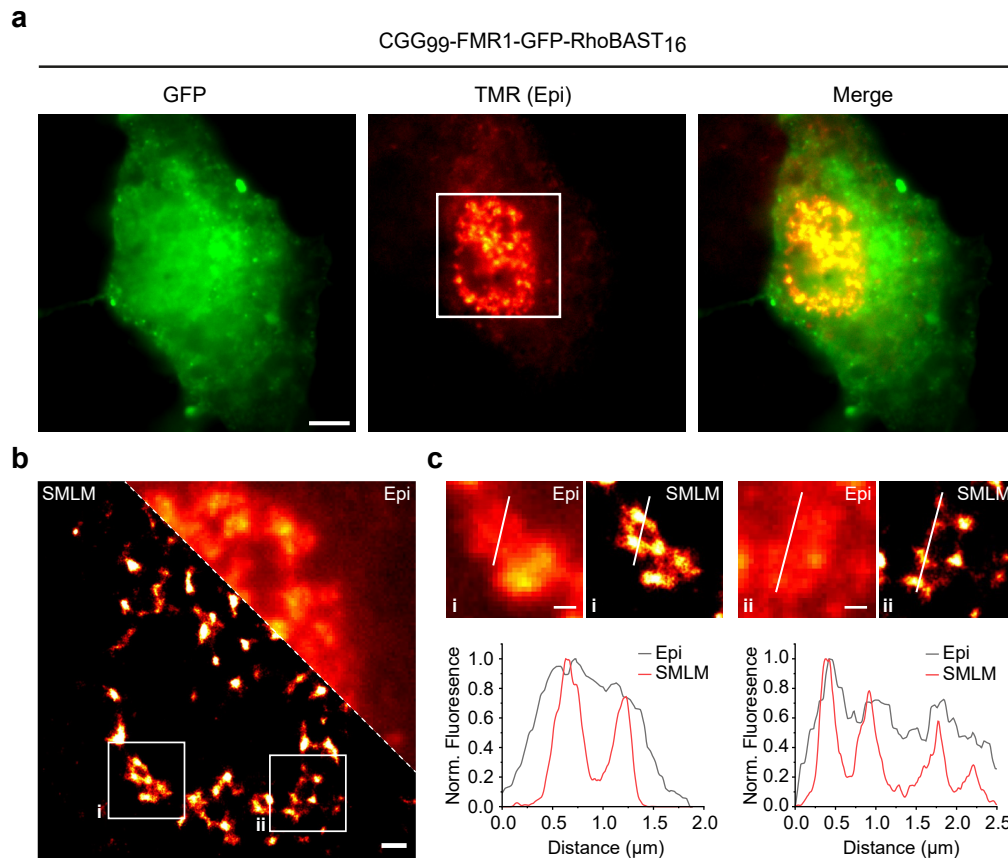 a
CGG99-FMR1-GFP-RhoBAST16
GFP
TMR (Epi)
Merge
b
SMLM
Epi
i
ii
c
Epi
SMLM
Epi
SMLM
i
i
ii
ii
Norm. Fluoresence
1.0
0.8
0.6
0.4
0.2
0.0
Epi
SMLM
0.0 0.5 1.0 1.5 2.0
Distance (µm)
Norm. Fluoresence
1.0
0.8
0.6
0.4
0.2
0.0
Epi
SMLM
0.0 0.5 1.0 1.5 2.0 2.5
Distance (µm)